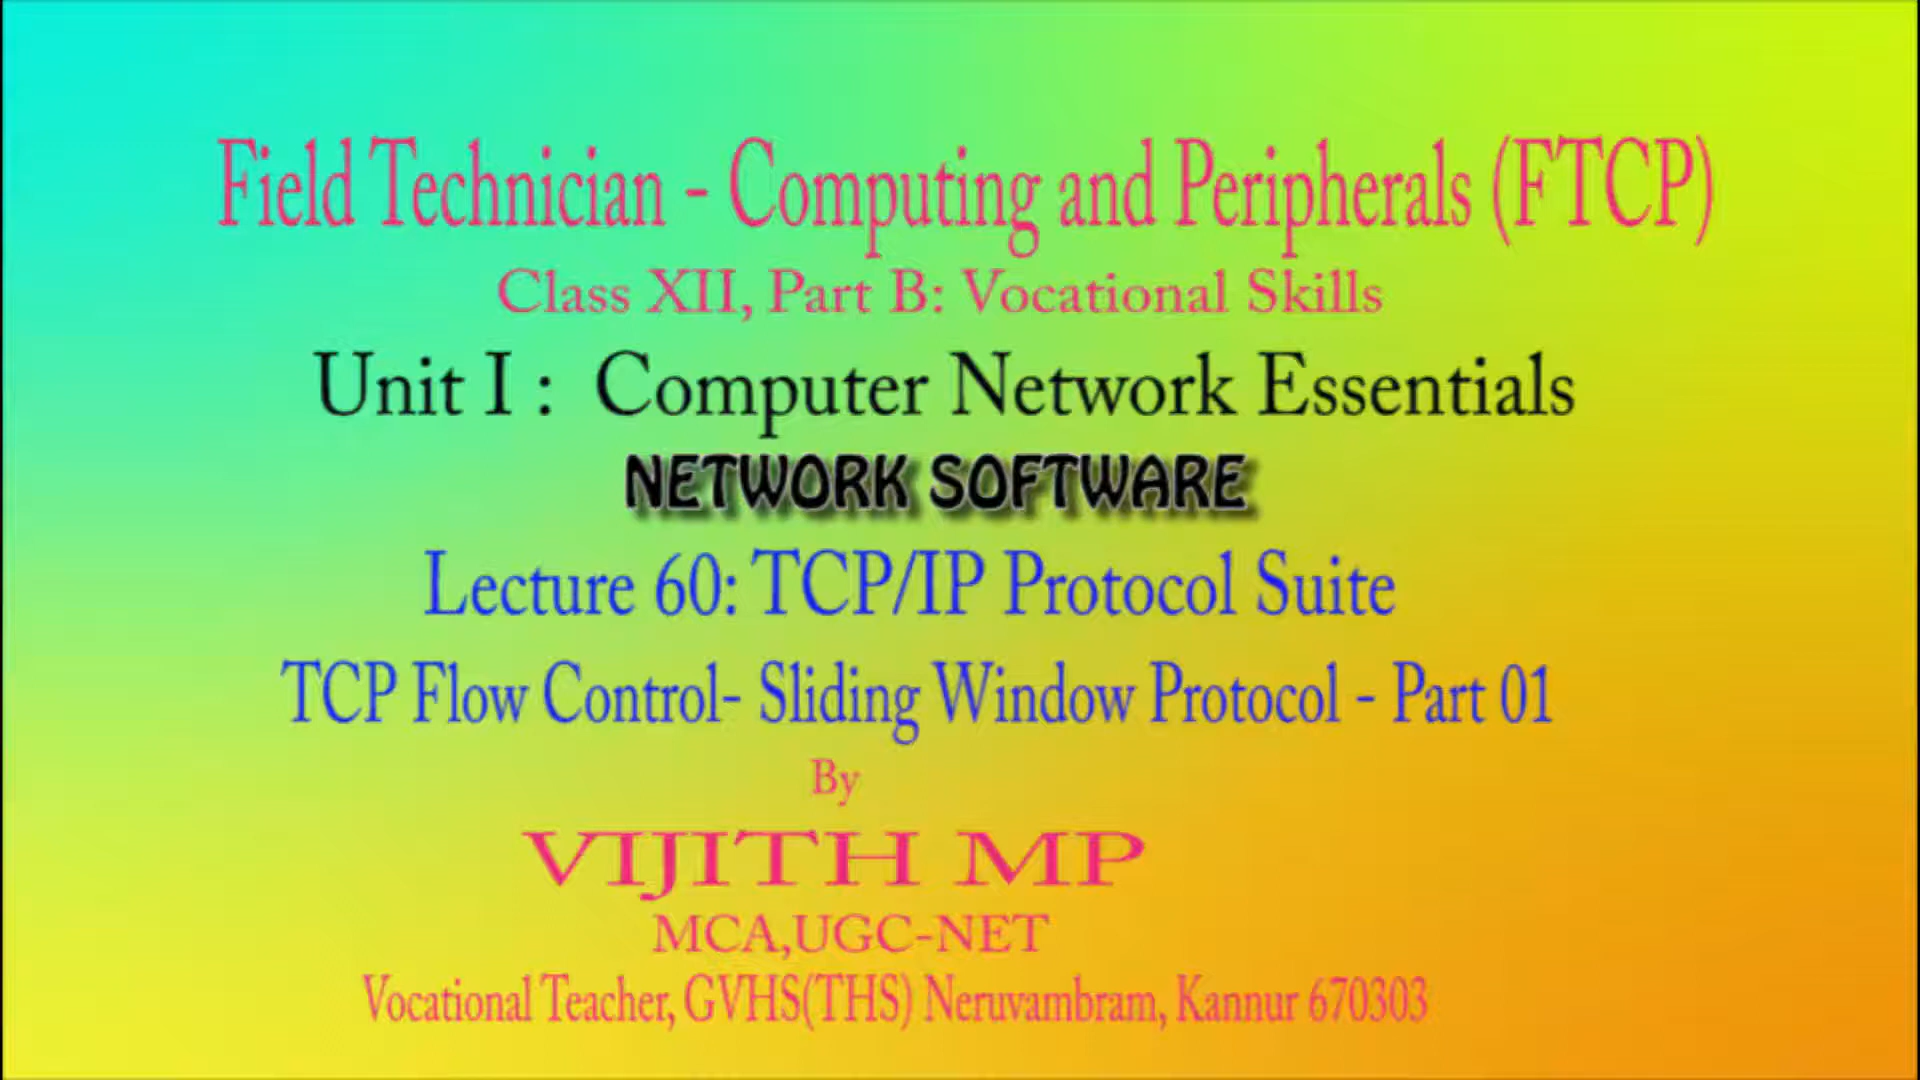 Field Technician - Computing and Peripherals (FTCP)
Class XII, Part B: Vocational Skills
Unit I : Computer Network Essentials
NETWORK SOFTWARE
Lecture 60: TCP/IP Protocol Suite
TCP Flow Control- Sliding Window Protocol - Part 01
By
VIJITH MP
MCA,UGC-NET
Vocational Teacher, GVHS(THS) Neruvambram, Kannur 670303